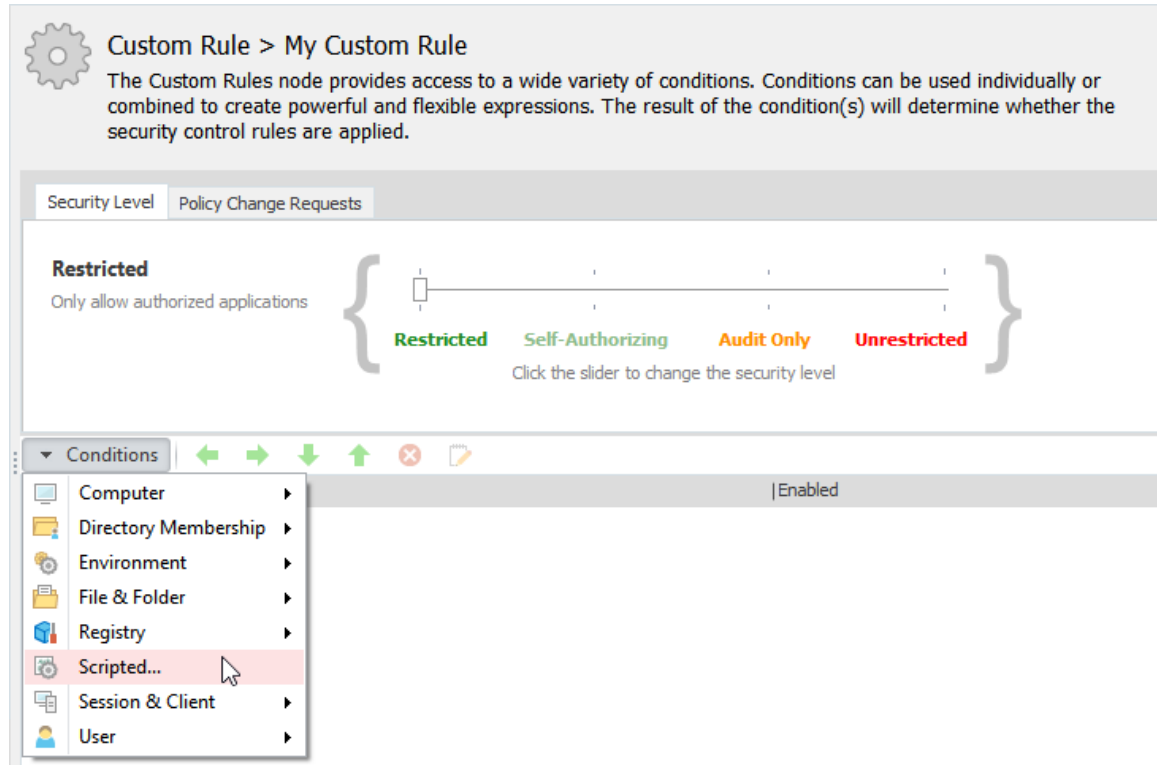 Custom Rule > My Custom Rule
The Custom Rules node provides access to a wide variety of conditions. Conditions can be used individually or
combined to create powerful and flexible expressions. The result of the condition(s) will determine whether the
security control rules are applied.
Security Level Policy Change Requests
Restricted
Only allow authorized applications
Restricted Self-Authorizing Audit Only Unrestricted
Click the slider to change the security level
Conditions
Enabled
Computer
Directory Membership
Environment
File & Folder
Registry
Scripted...
Session & Client
User